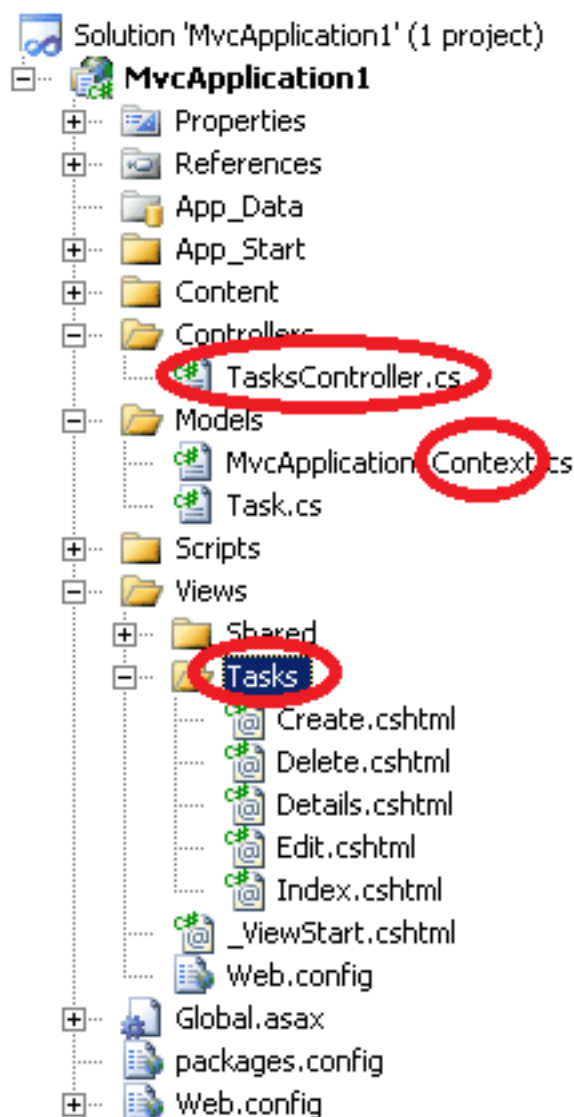 Solution 'MvcApplication1' (1 project)
MvcApplication1
Properties
References
App_Data
App_Start
Content
Controllers
TasksController.cs
Models
MvcApplication Context cs
Task.cs
Scripts
Views
Shared
Tasks
Create.cshtml
Delete.cshtml
Details.cshtml
Edit.cshtml
Index.cshtml
_ViewStart.cshtml
Web.config
Global.asax
packages.config
Web.config